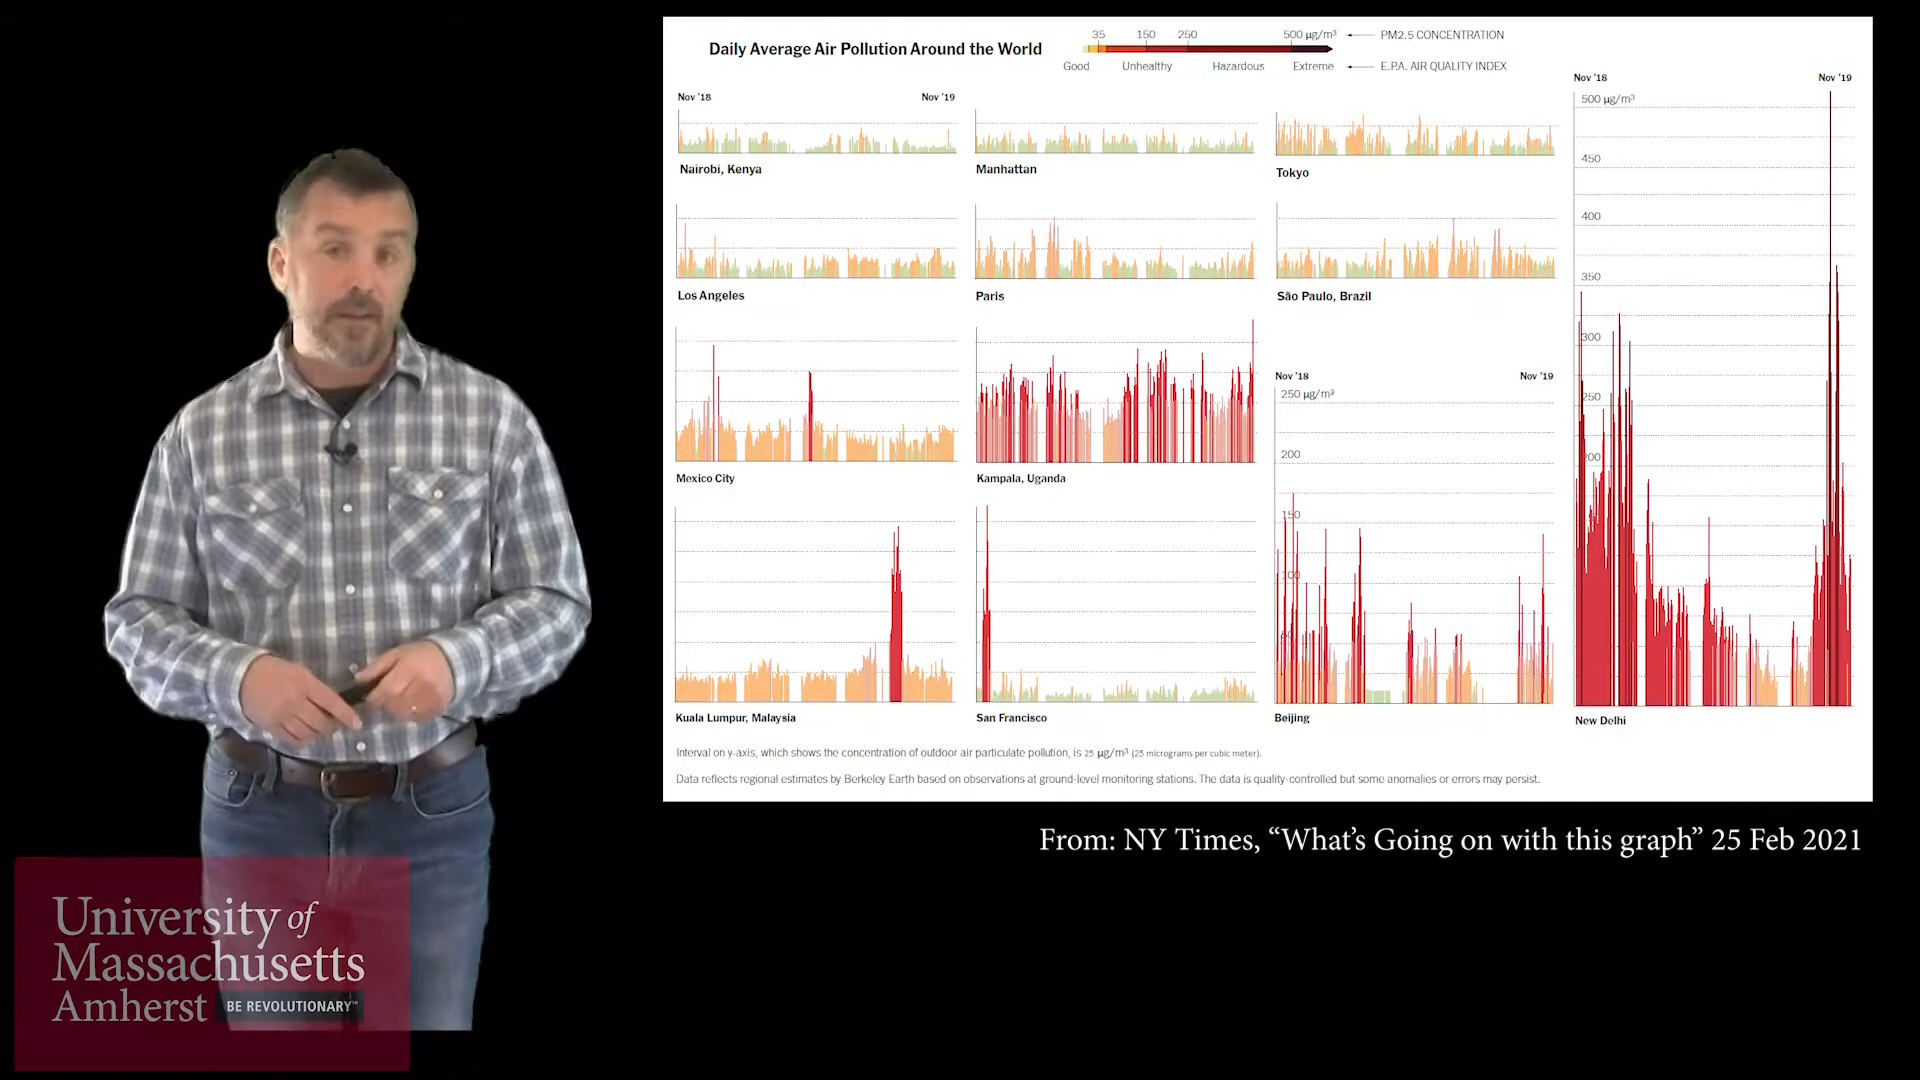 Daily Average Air Pollution Around the World
35 150 250 500 µg/m³ PM2.5 CONCENTRATION
Good Unhealthy Hazardous Extreme E.P.A. AIR QUALITY INDEX
Nov '18 Nov '19
Nairobi, Kenya
Manhattan
Tokyo
Los Angeles
Paris
São Paulo, Brazil
Mexico City
Kampala, Uganda
Kuala Lumpur, Malaysia
San Francisco
Nov '18 Nov '19
250 µg/m³
200
150
100
50
Beijing
Nov '18 Nov '19
500 µg/m³
450
400
350
300
250
200
New Delhi
Interval on y-axis, which shows the concentration of outdoor air particulate pollution, is 25 µg/m³ (25 micrograms per cubic meter).
Data reflects regional estimates by Berkeley Earth based on observations at ground-level monitoring stations. The data is quality-controlled but some anomalies or errors may persist.
From: NY Times, “What’s Going on with this graph” 25 Feb 2021
University of
Massachusetts
Amherst BE REVOLUTIONARY™